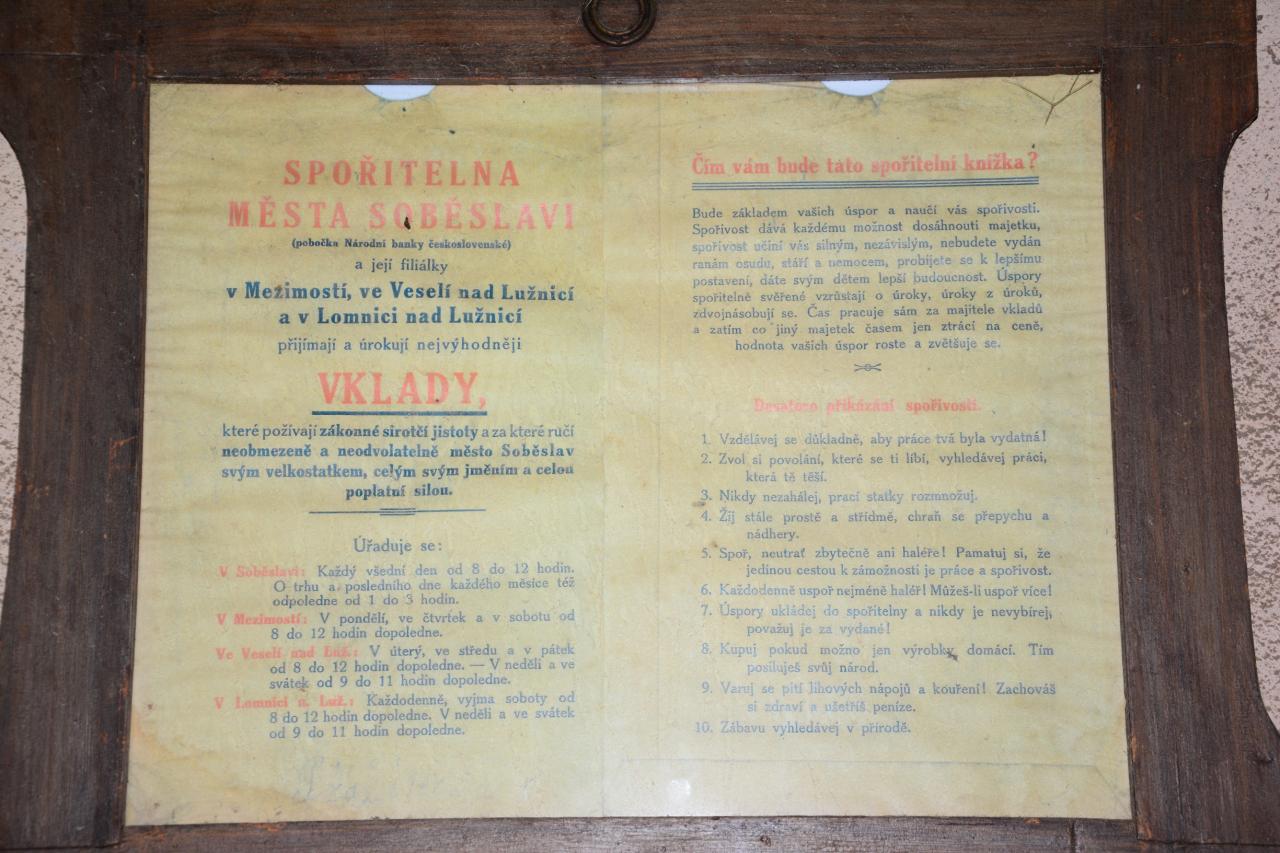 SPOŘITELNA
MĚSTA SOBĚSLAVI
(pobočka Národní banky československé)
a její filiálky
v Mezimostí, ve Veselí nad Lužnicí
a v Lomnici nad Lužnicí
přijímají a úrokují nejvýhodněji
VKLADY,
které požívají zákonné sirotčí jistoty a za které ručí
neobmezeně a neodvolatelně město Soběslav
svým velkostatkem, celým svým jměním a celou
poplatní silou.
Úřaduje se:
V Soběslavi: Každý všední den od 8 do 12 hodin.
O trhu a posledního dne každého měsíce též
odpoledne od 1 do 3 hodin.
V Mezimostí: V pondělí, ve čtvrtek a v sobotu od
8 do 12 hodin dopoledne.
Ve Veselí nad Luž.: V úterý, ve středu a v pátek
od 8 do 12 hodin dopoledne. — V neděli a ve
svátek od 9 do 11 hodin dopoledne.
V Lomnici n. Luž.: Každodenně, vyjma soboty od
8 do 12 hodin dopoledne. V neděli a ve svátek
od 9 do 11 hodin dopoledne.
Čím vám bude tato spořitelní knížka?
Bude základem vašich úspor a naučí vás spořivosti.
Spořivost dává každému možnost dosáhnouti majetku,
spořivost učiní vás silným, nezávislým, nebudete vydán
ranám osudu, stáří a nemocem, probijete se k lepšímu
postavení, dáte svým dětem lepší budoucnost. Úspory
spořitelně svěřené vzrůstají o úroky, úroky z úroků,
zdvojnásobují se. Čas pracuje sám za majitele vkladů
a zatím co jiný majetek časem jen ztrácí na ceně,
hodnota vašich úspor roste a zvětšuje se.
Desatero přikázání spořivosti.
1. Vzdělávej se důkladně, aby práce tvá byla vydatná!
2. Zvol si povolání, které se ti líbí, vyhledávej práci,
která tě těší.
3. Nikdy nezahálej, prací statky rozmnožuj.
4. Žij stále prostě a střídmě, chraň se přepychu a
nádhery.
5. Spoř, neutrať zbytečně ani haléře! Pamatuj si, že
jedinou cestou k zámožnosti je práce a spořivost.
6. Každodenně uspoř nejméně haléř! Můžeš-li uspoř více!
7. Úspory ukládej do spořitelny a nikdy je nevybírej,
považuj je za vydané!
8. Kupuj pokud možno jen výrobky domácí. Tím
posiluješ svůj národ.
9. Varuj se pití lihových nápojů a kouření! Zachováš
si zdraví a ušetříš peníze.
10. Zábavu vyhledávej v přírodě.